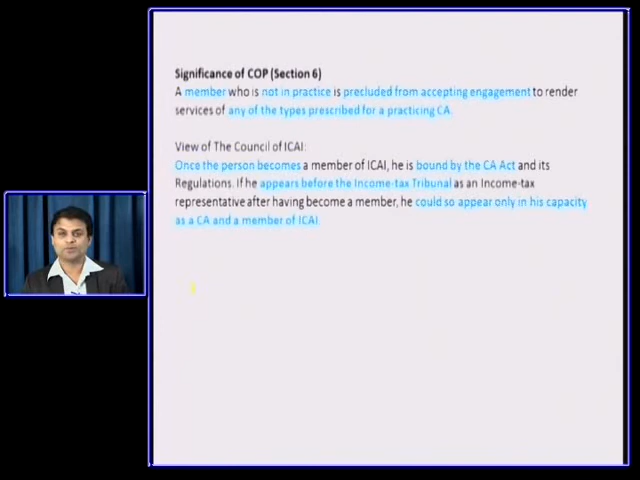 Significance of COP (Section 6)
A member who is not in practice is precluded from accepting engagement to render
services of any of the types prescribed for a practicing CA.
View of The Council of ICAI:
Once the person becomes a member of ICAI, he is bound by the CA Act and its
Regulations. If he appears before the Income-tax Tribunal as an Income-tax
representative after having become a member, he could so appear only in his capacity
as a CA and a member of ICAI.